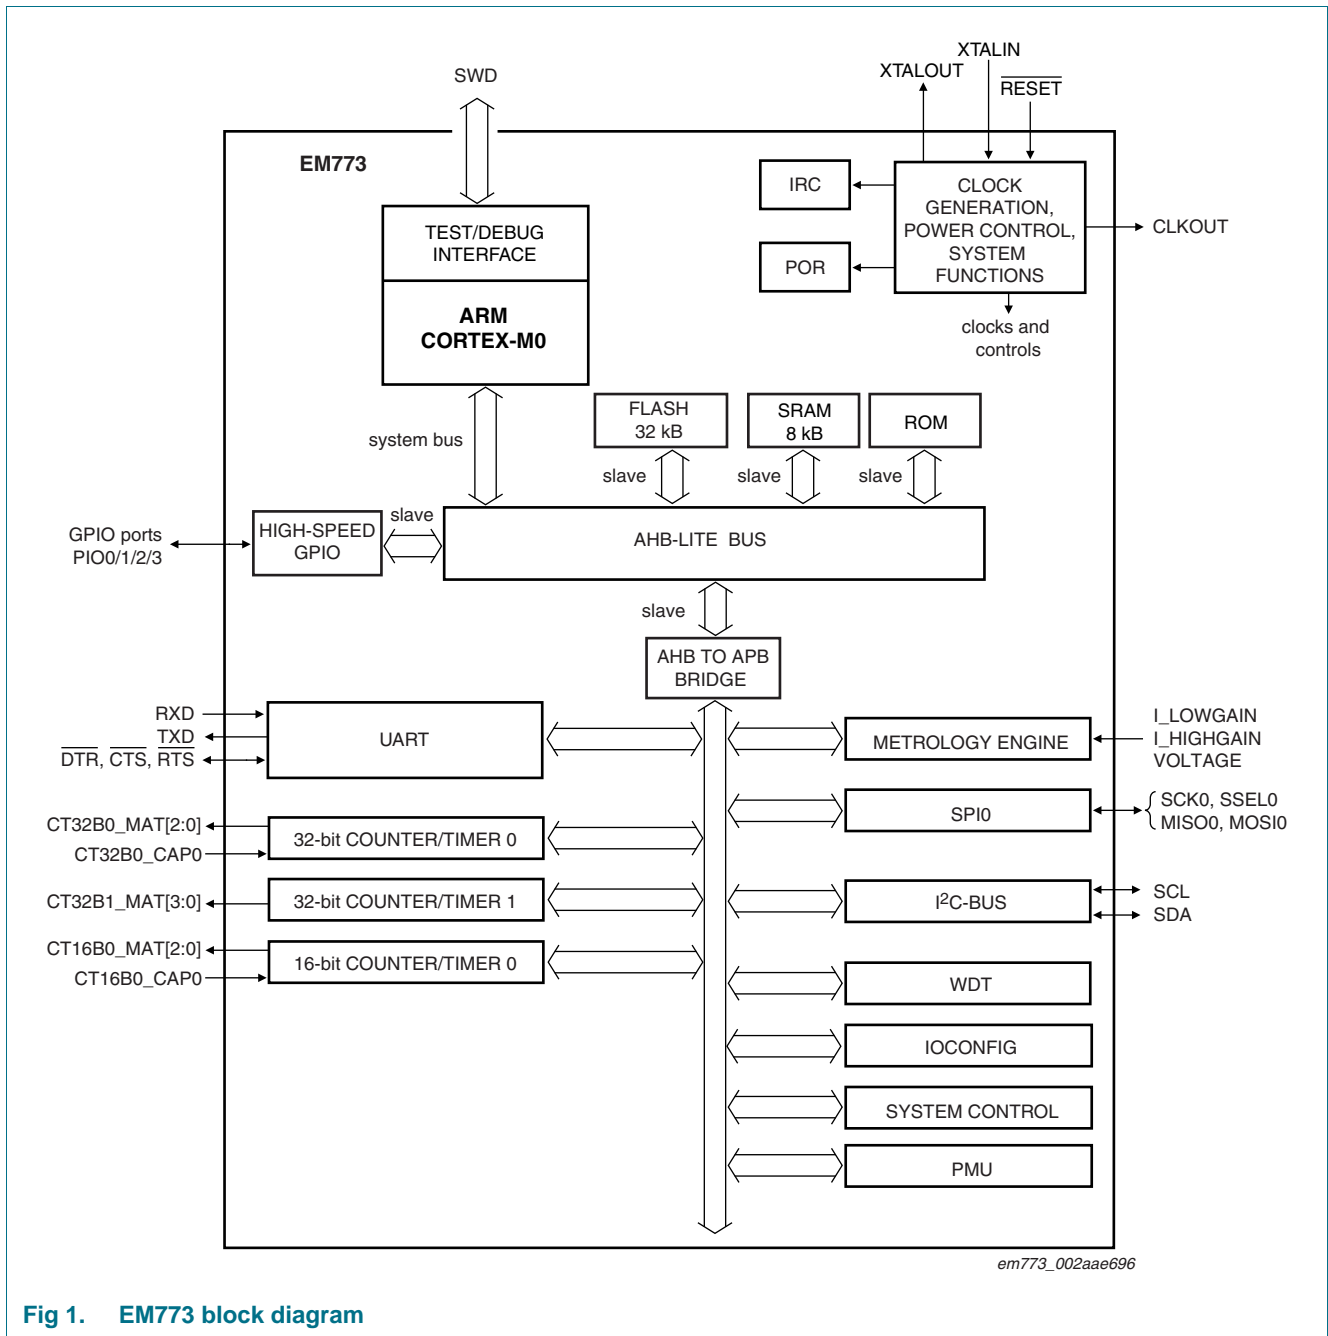 SWD
XTALIN
XTALOUT
RESET
EM773
IRC
CLOCK
GENERATION,
POWER CONTROL,
SYSTEM
FUNCTIONS
CLKOUT
TEST/DEBUG
INTERFACE
POR
ARM
CORTEX-M0
clocks and
controls
FLASH
32 kB
SRAM
8 kB
ROM
system bus
slave
slave
slave
slave
GPIO ports
PIO0/1/2/3
HIGH-SPEED
GPIO
AHB-LITE BUS
slave
AHB TO APB
BRIDGE
RXD
TXD
DTR, CTS, RTS
UART
METROLOGY ENGINE
I_LOWGAIN
I_HIGHGAIN
VOLTAGE
SPI0
SCK0, SSEL0
MISO0, MOSI0
CT32B0_MAT[2:0]
CT32B0_CAP0
32-bit COUNTER/TIMER 0
CT32B1_MAT[3:0]
32-bit COUNTER/TIMER 1
I²C-BUS
SCL
SDA
CT16B0_MAT[2:0]
CT16B0_CAP0
16-bit COUNTER/TIMER 0
WDT
IOCONFIG
SYSTEM CONTROL
PMU
em773_002aae696
Fig 1. EM773 block diagram